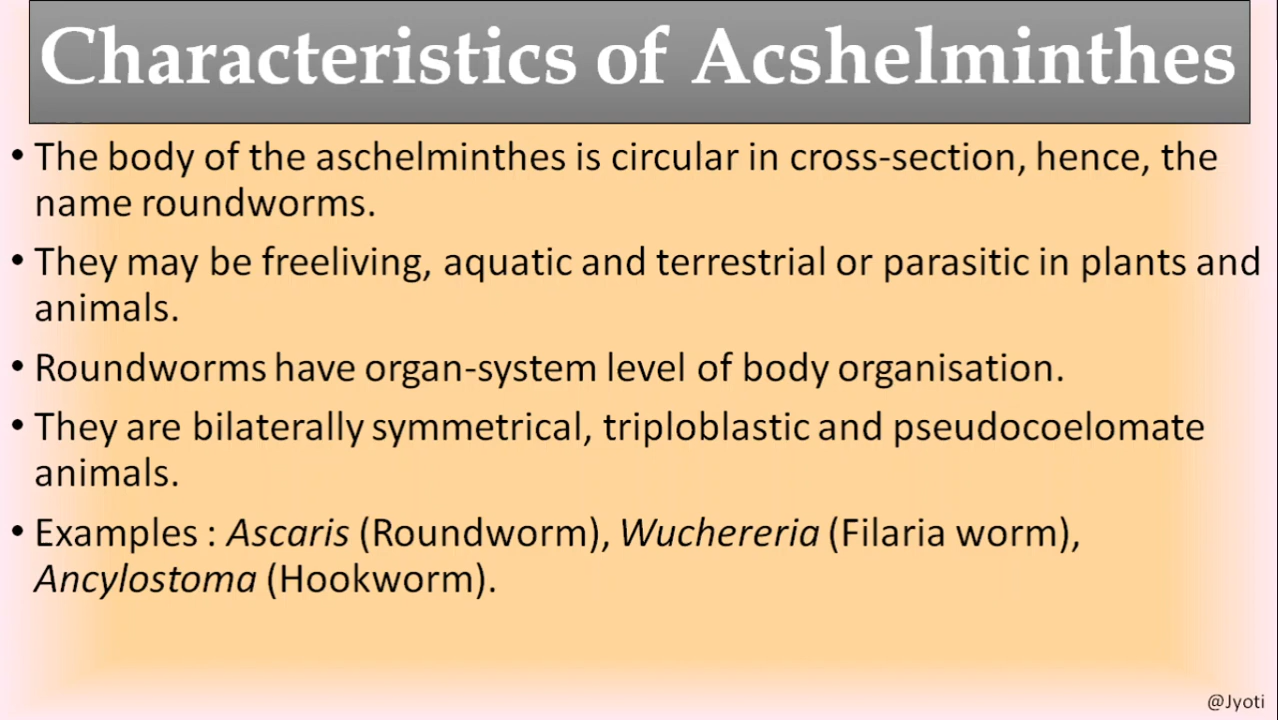 Characteristics of Acshelminthes
• The body of the aschelminthes is circular in cross-section, hence, the
name roundworms.
• They may be freeliving, aquatic and terrestrial or parasitic in plants and
animals.
• Roundworms have organ-system level of body organisation.
• They are bilaterally symmetrical, triploblastic and pseudocoelomate
animals.
• Examples : Ascaris (Roundworm), Wuchereria (Filaria worm),
Ancylostoma (Hookworm).
@Jyoti